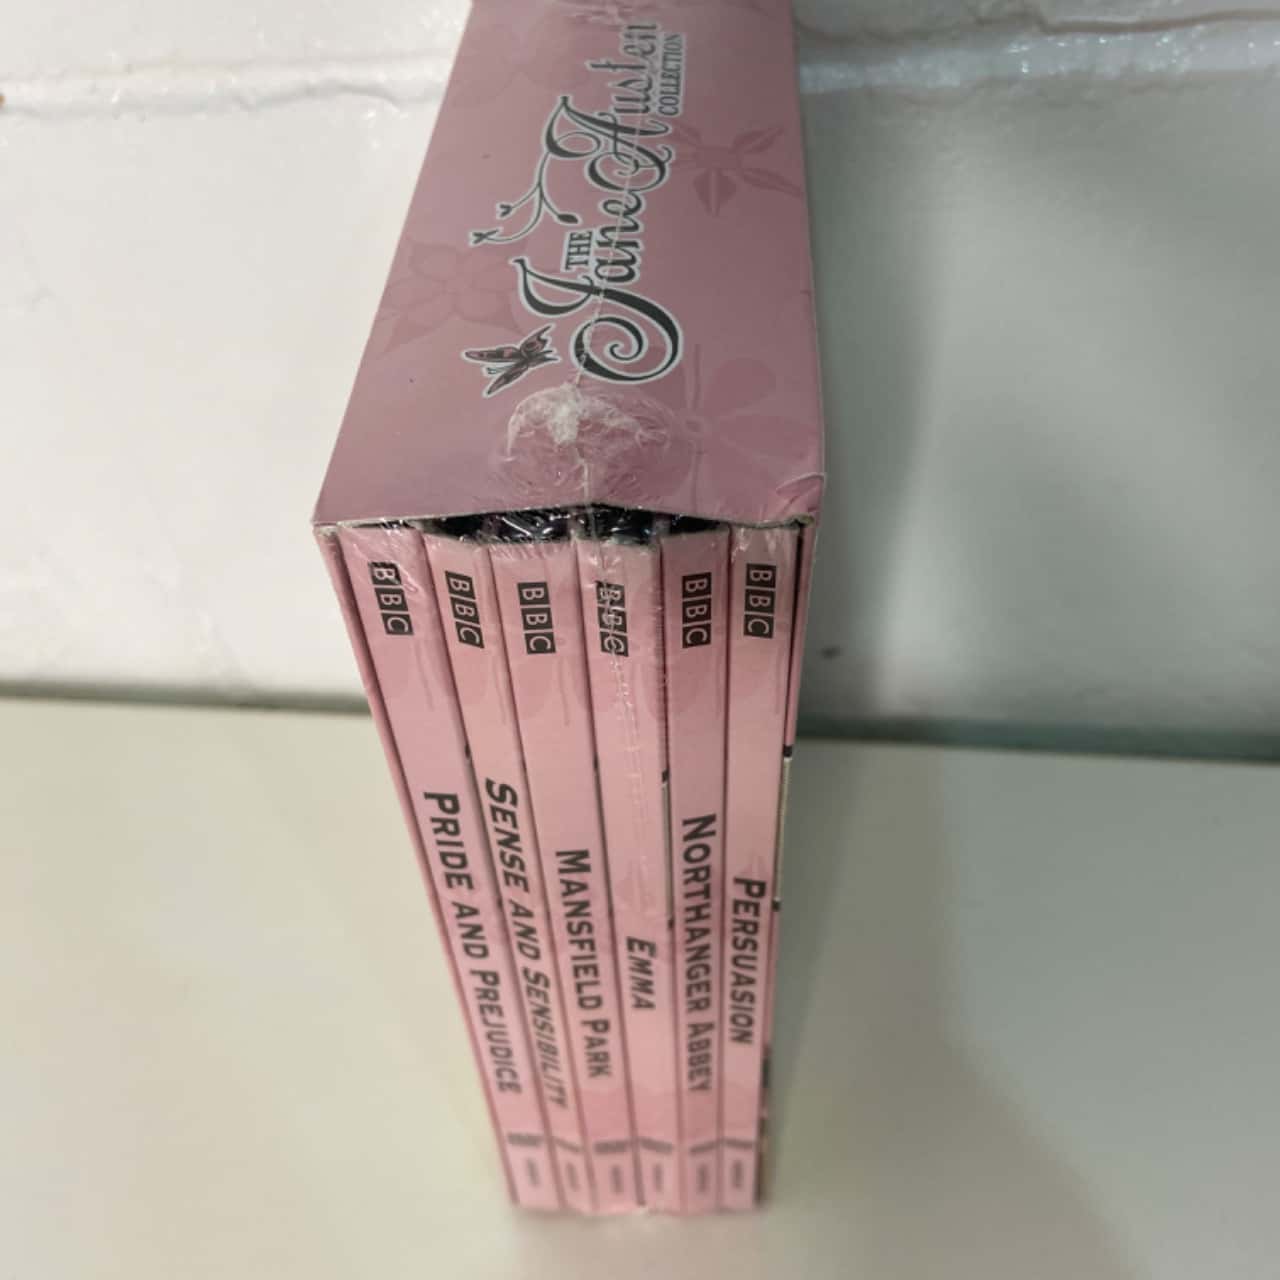 THE
Jane Austen
COLLECTION
BBC
PRIDE AND PREJUDICE
BBC
SENSE AND SENSIBILITY
BBC
MANSFIELD PARK
BBC
EMMA
BBC
NORTHANGER ABBEY
BBC
PERSUASION